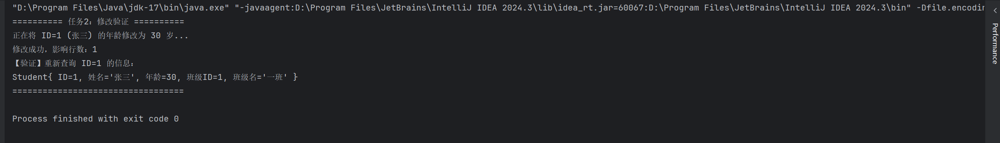 "D:\Program Files\Java\jdk-17\bin\java.exe" "-javaagent:D:\Program Files\JetBrains\IntelliJ IDEA 2024.3\lib\idea_rt.jar=60067:D:\Program Files\JetBrains\IntelliJ IDEA 2024.3\bin" -Dfile.encodin
========== 任务2：修改验证 ==========
正在将 ID=1 (张三) 的年龄修改为 30 岁...
修改成功，影响行数：1
【验证】重新查询 ID=1 的信息：
Student{ ID=1, 姓名='张三', 年龄=30, 班级ID=1, 班级名='一班' }
==================================
Process finished with exit code 0
Performance